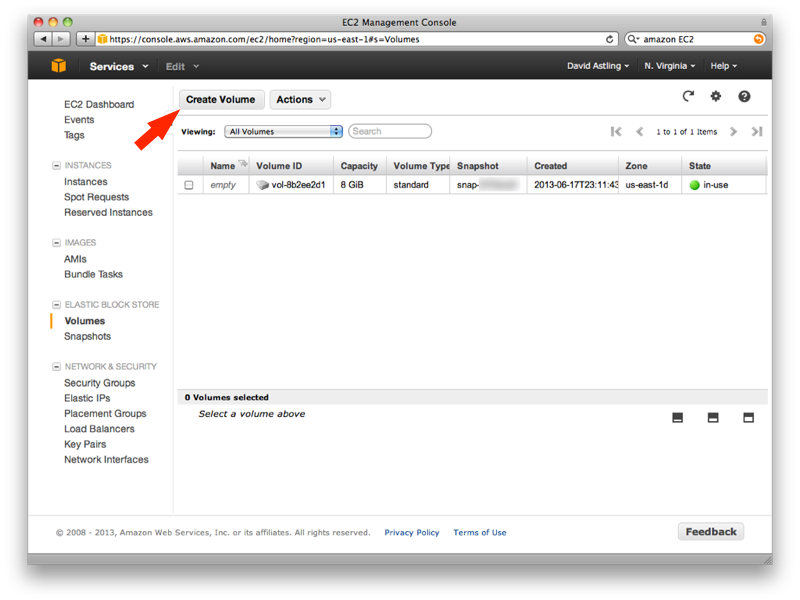 EC2 Management Console
https://console.aws.amazon.com/ec2/home?region=us-east-1#s=Volumes
amazon EC2
Services Edit David Astling N. Virginia Help
EC2 Dashboard
Events
Tags
INSTANCES
Instances
Spot Requests
Reserved Instances
IMAGES
AMIs
Bundle Tasks
ELASTIC BLOCK STORE
Volumes
Snapshots
NETWORK & SECURITY
Security Groups
Elastic IPs
Placement Groups
Load Balancers
Key Pairs
Network Interfaces
Create Volume Actions
Viewing: All Volumes Search 1 to 1 of 1 Items
Name Volume ID Capacity Volume Type Snapshot Created Zone State
empty vol-8b2ee2d1 8 GiB standard snap- 2013-06-17T23:11:43 us-east-1d in-use
0 Volumes selected
Select a volume above
© 2008 - 2013, Amazon Web Services, Inc. or its affiliates. All rights reserved. Privacy Policy Terms of Use Feedback